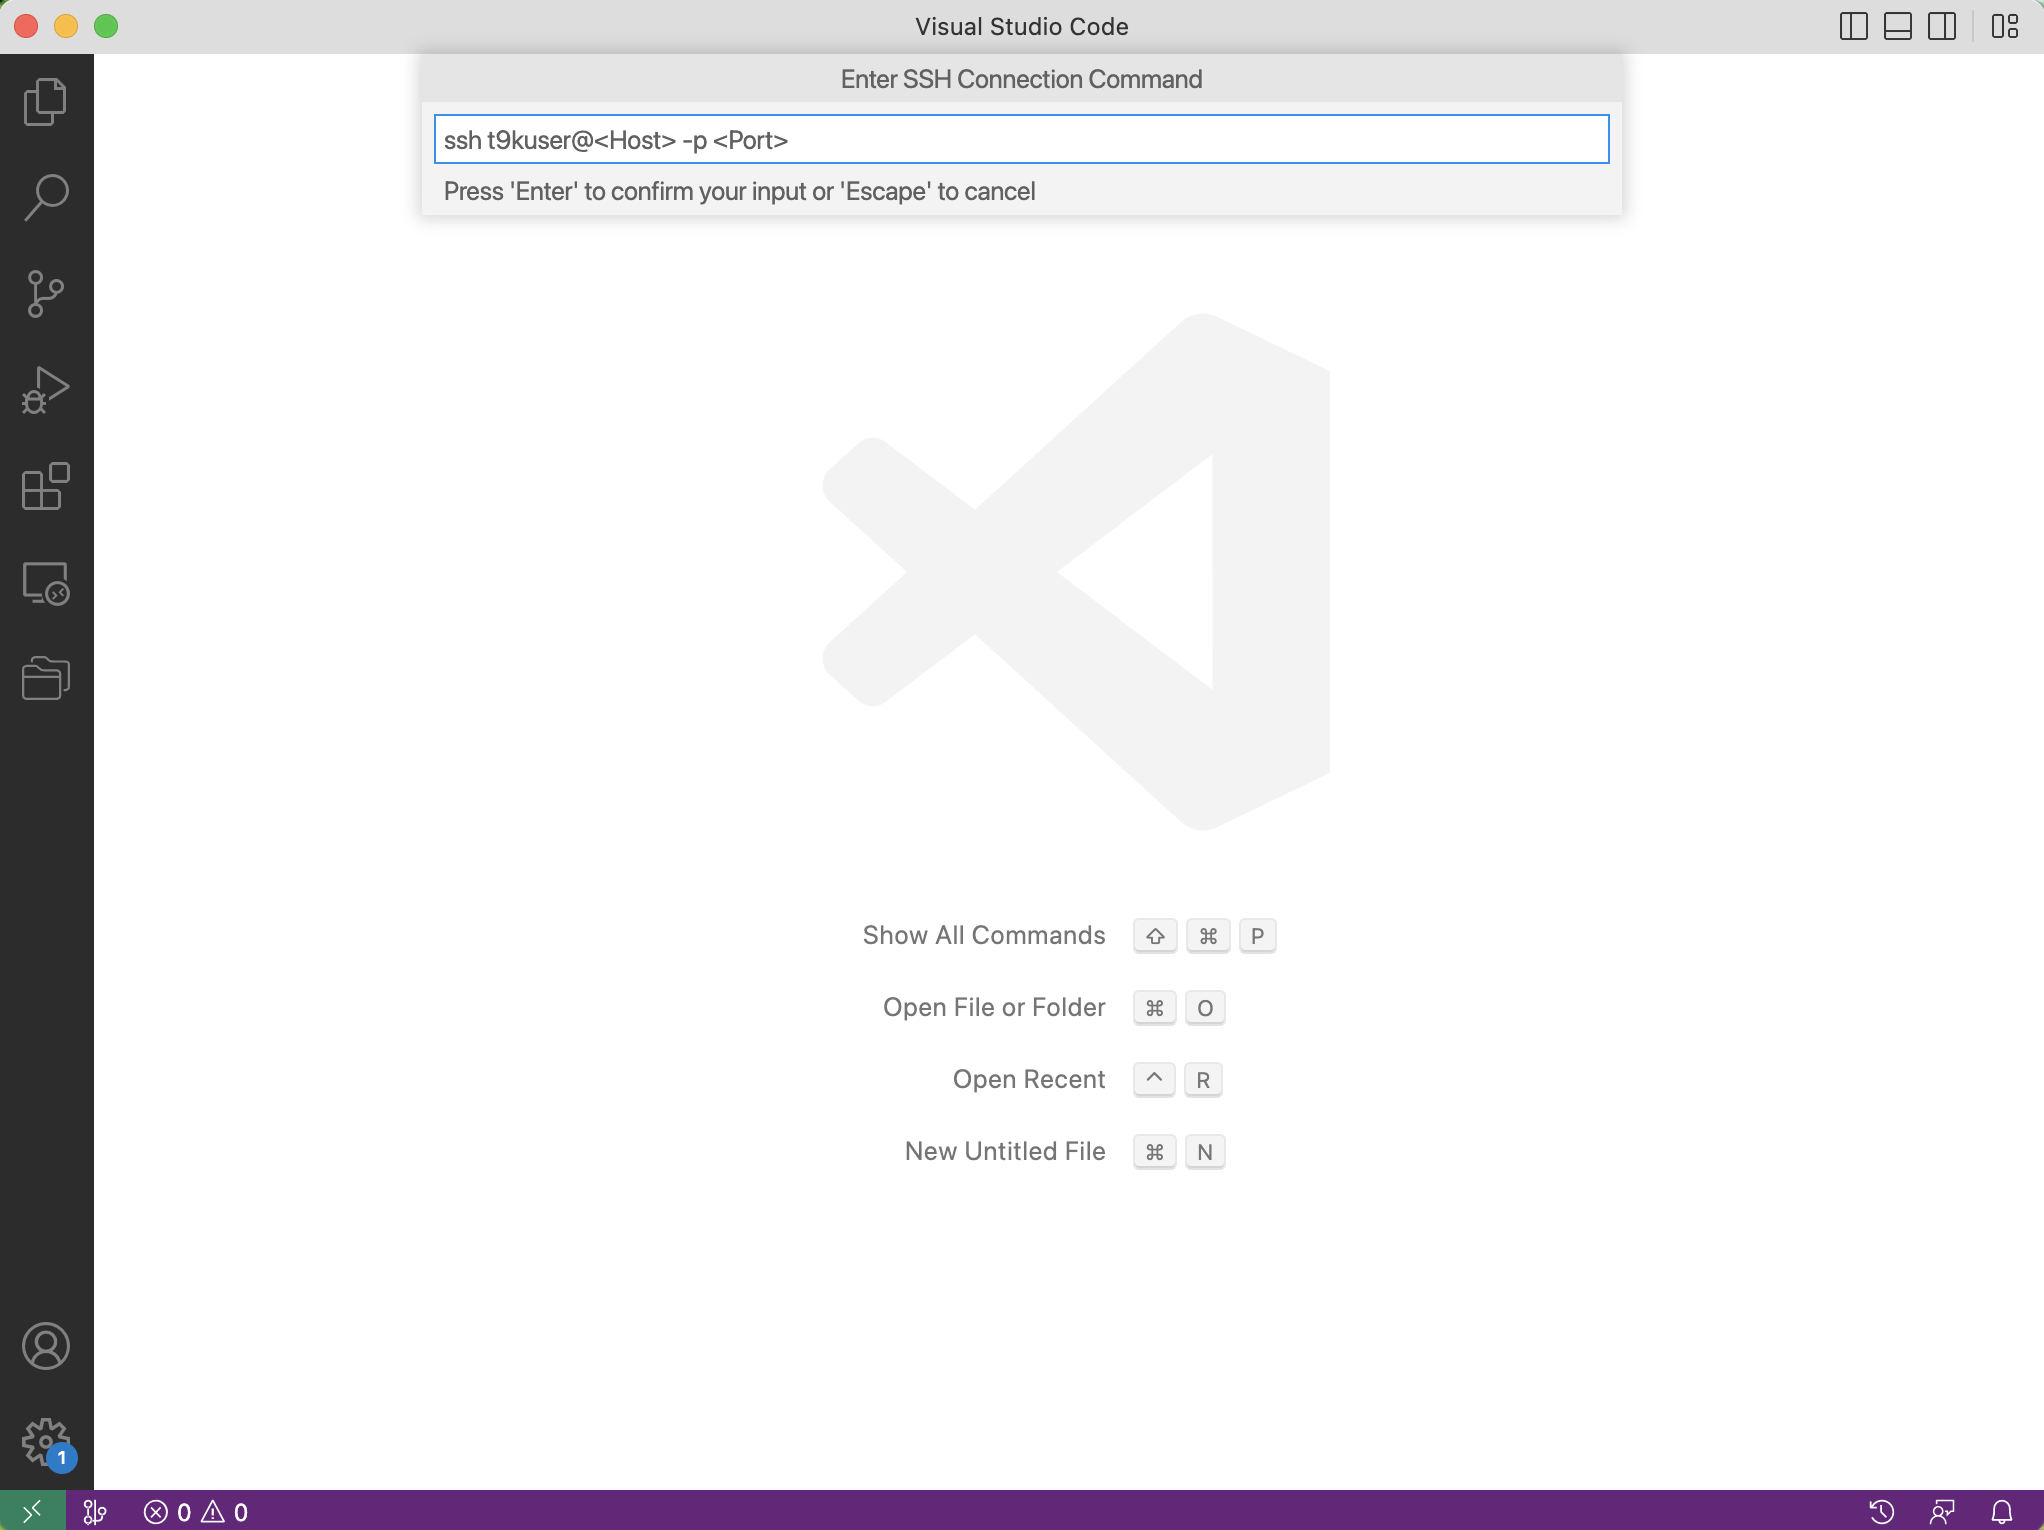 Visual Studio Code
Enter SSH Connection Command
ssh t9kuser@<Host> -p <Port>
Press 'Enter' to confirm your input or 'Escape' to cancel
Show All Commands ⇧ ⌘ P
Open File or Folder ⌘ O
Open Recent ^ R
New Untitled File ⌘ N
1
0 0